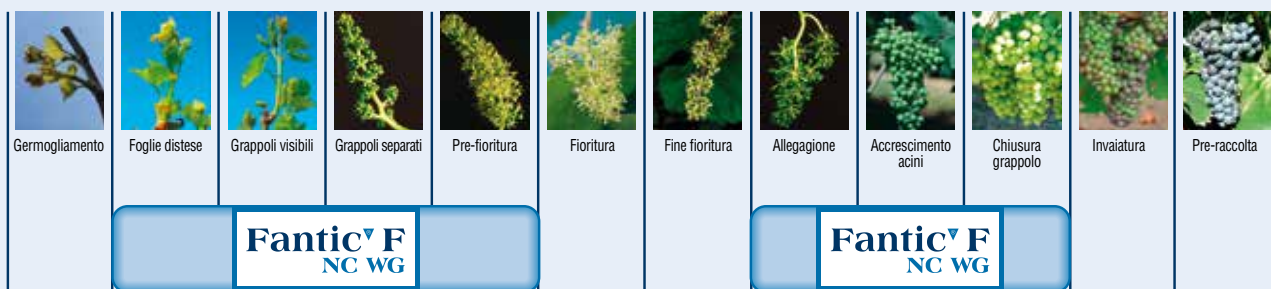 Germogliamento
Foglie distese
Grappoli visibili
Grappoli separati
Pre-fioritura
Fioritura
Fine fioritura
Allegagione
Accrescimento
acini
Chiusura
grappolo
Invaiatura
Pre-raccolta
Fantic F
NC WG
Fantic F
NC WG